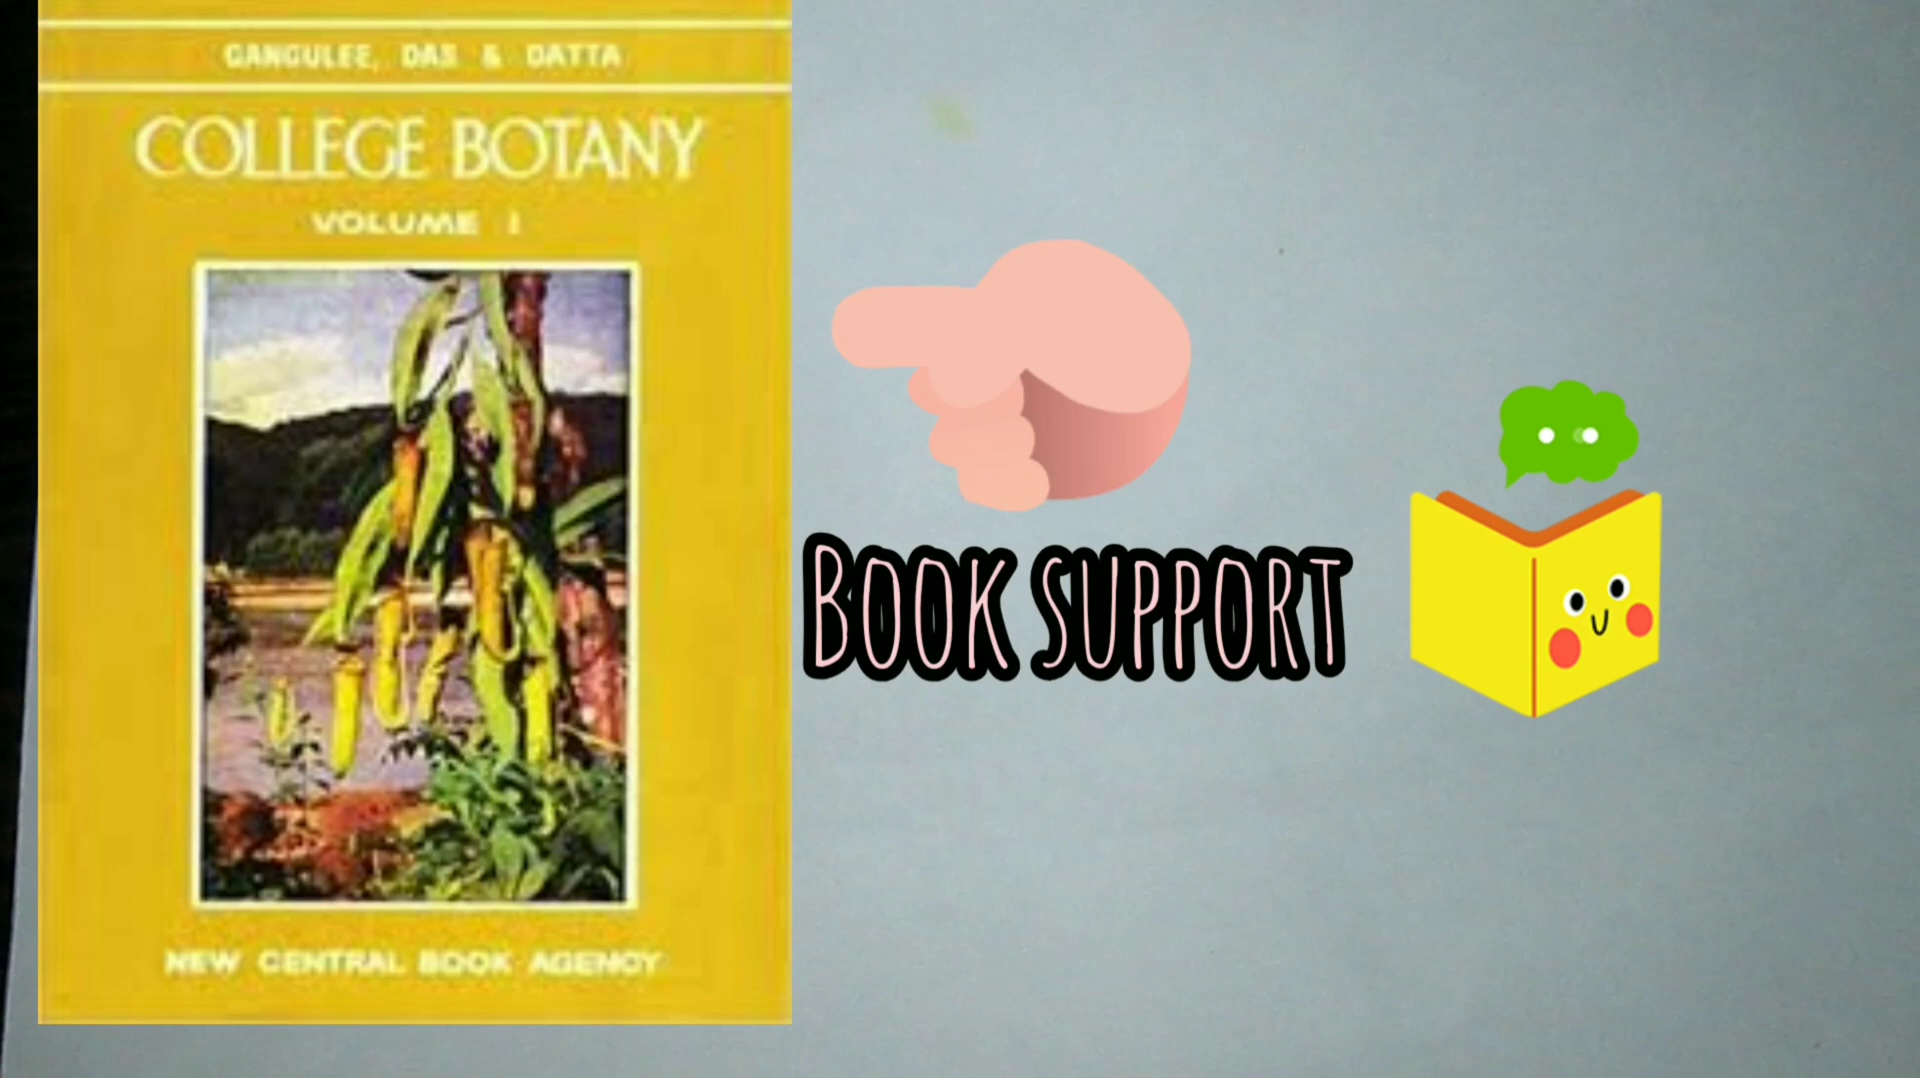 GANGULEE, DAS & DATTA
COLLEGE BOTANY
VOLUME I
NEW CENTRAL BOOK AGENCY
BOOK SUPPORT